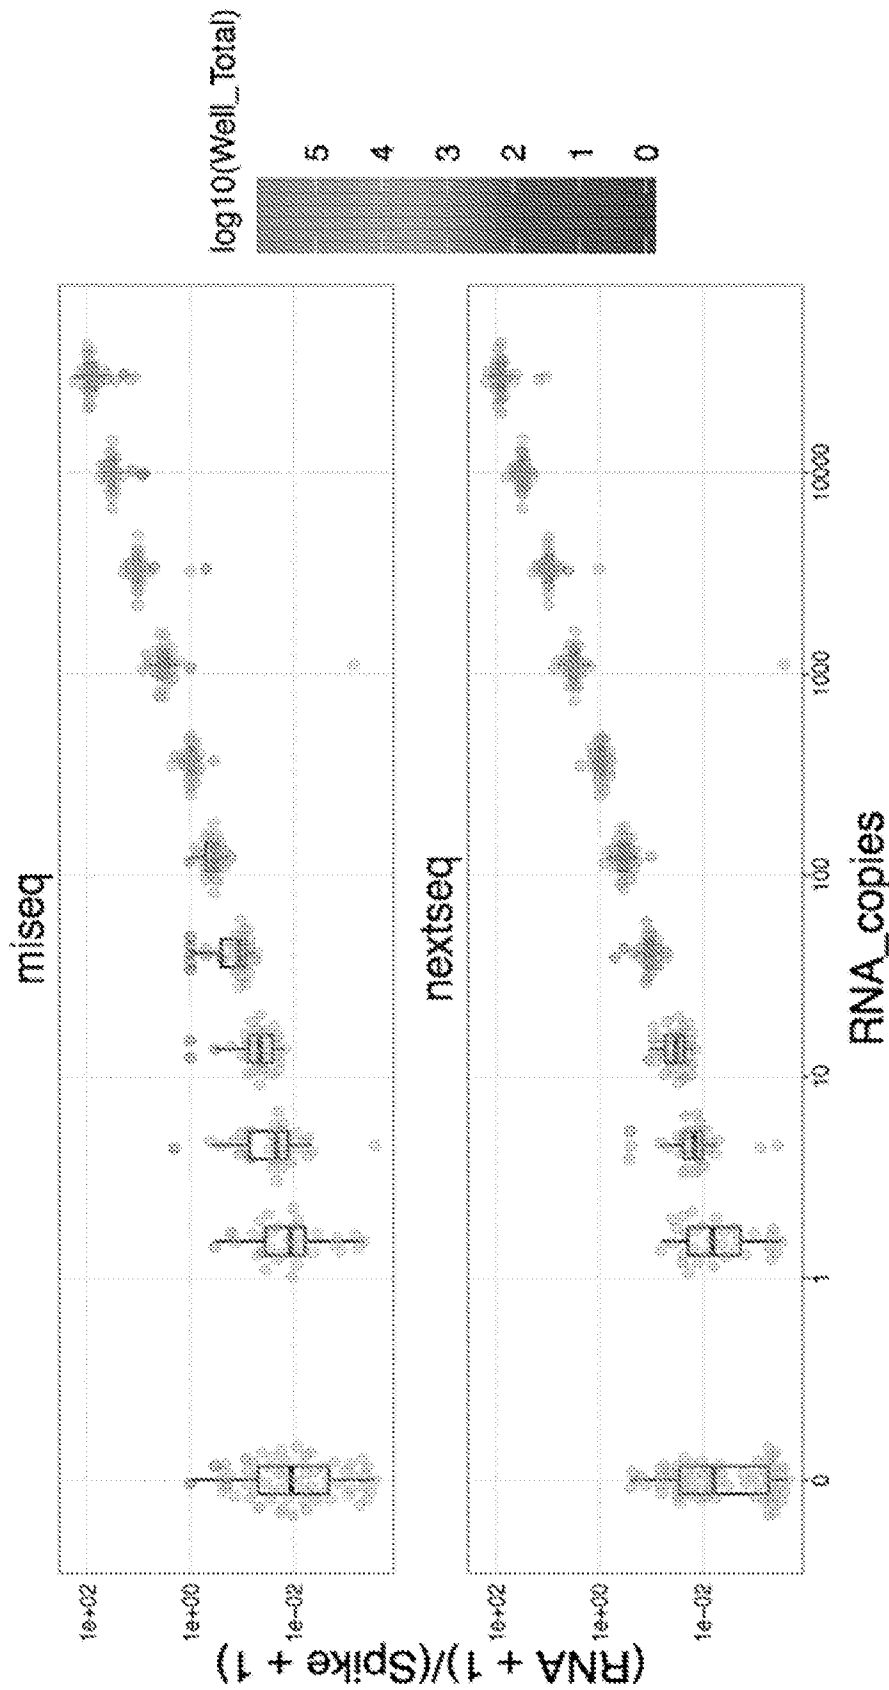 miseq
1e+02
1e+00
1e-02
nextseq
1e+02
1e+00
1e-02
0
1
10
100
1000
10000
RNA_copies
(RNA + 1)/(Spike + 1)
log10(Well_Total)
5
4
3
2
1
0